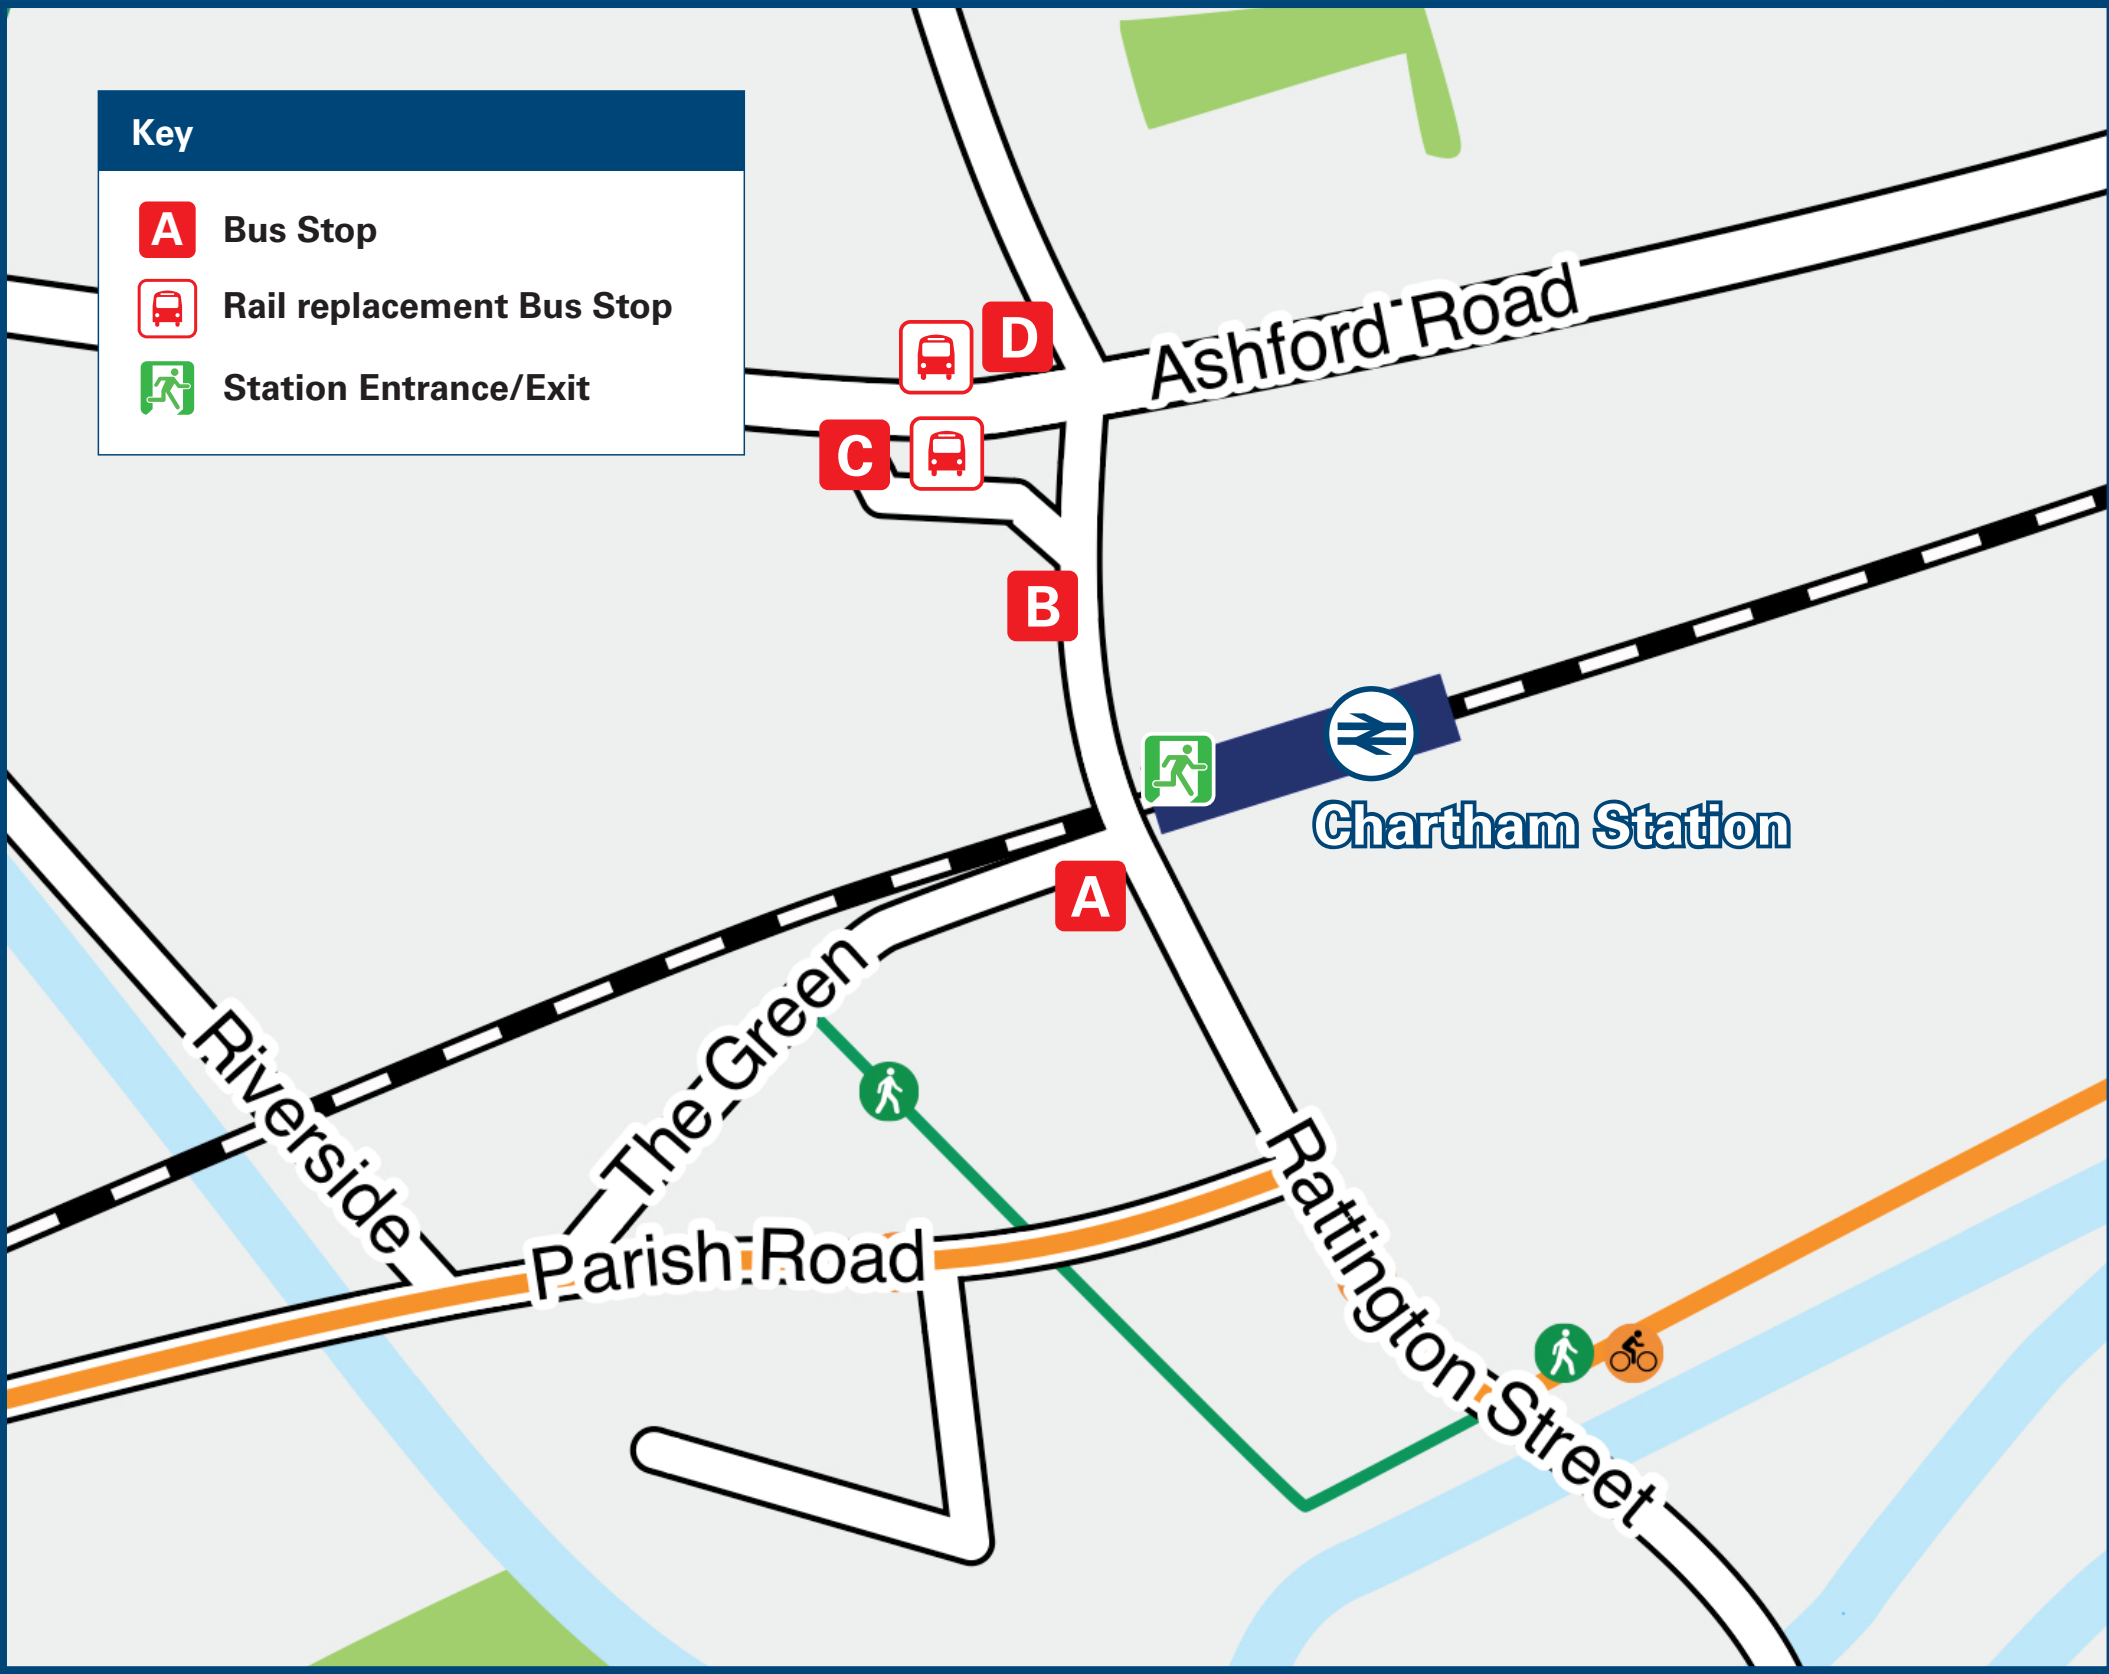 Key
A Bus Stop
Rail replacement Bus Stop
Station Entrance/Exit
D
Ashford Road
C
B
Chartham Station
A
The Green
Riverside
Parish Road
Rattington Street